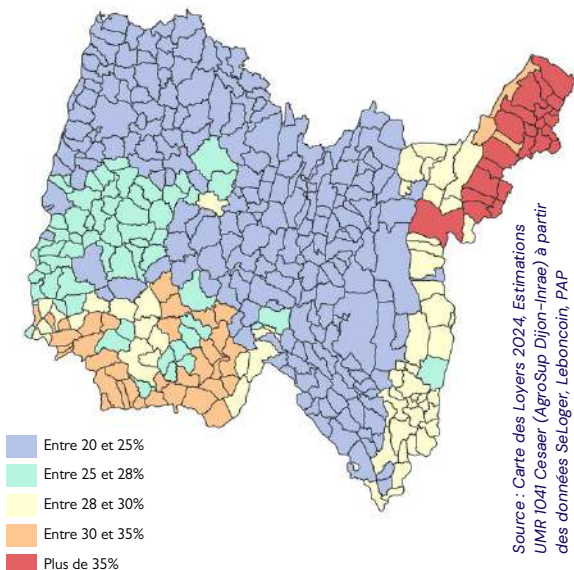 Entre 20 et 25%
Entre 25 et 28%
Entre 28 et 30%
Entre 30 et 35%
Plus de 35%
Source : Carte des Loyers 2024, Estimations
UMR 1041 Cesaer (AgroSup Dijon-Inrae) à partir
des données SeLoger, Leboncoin, PAP